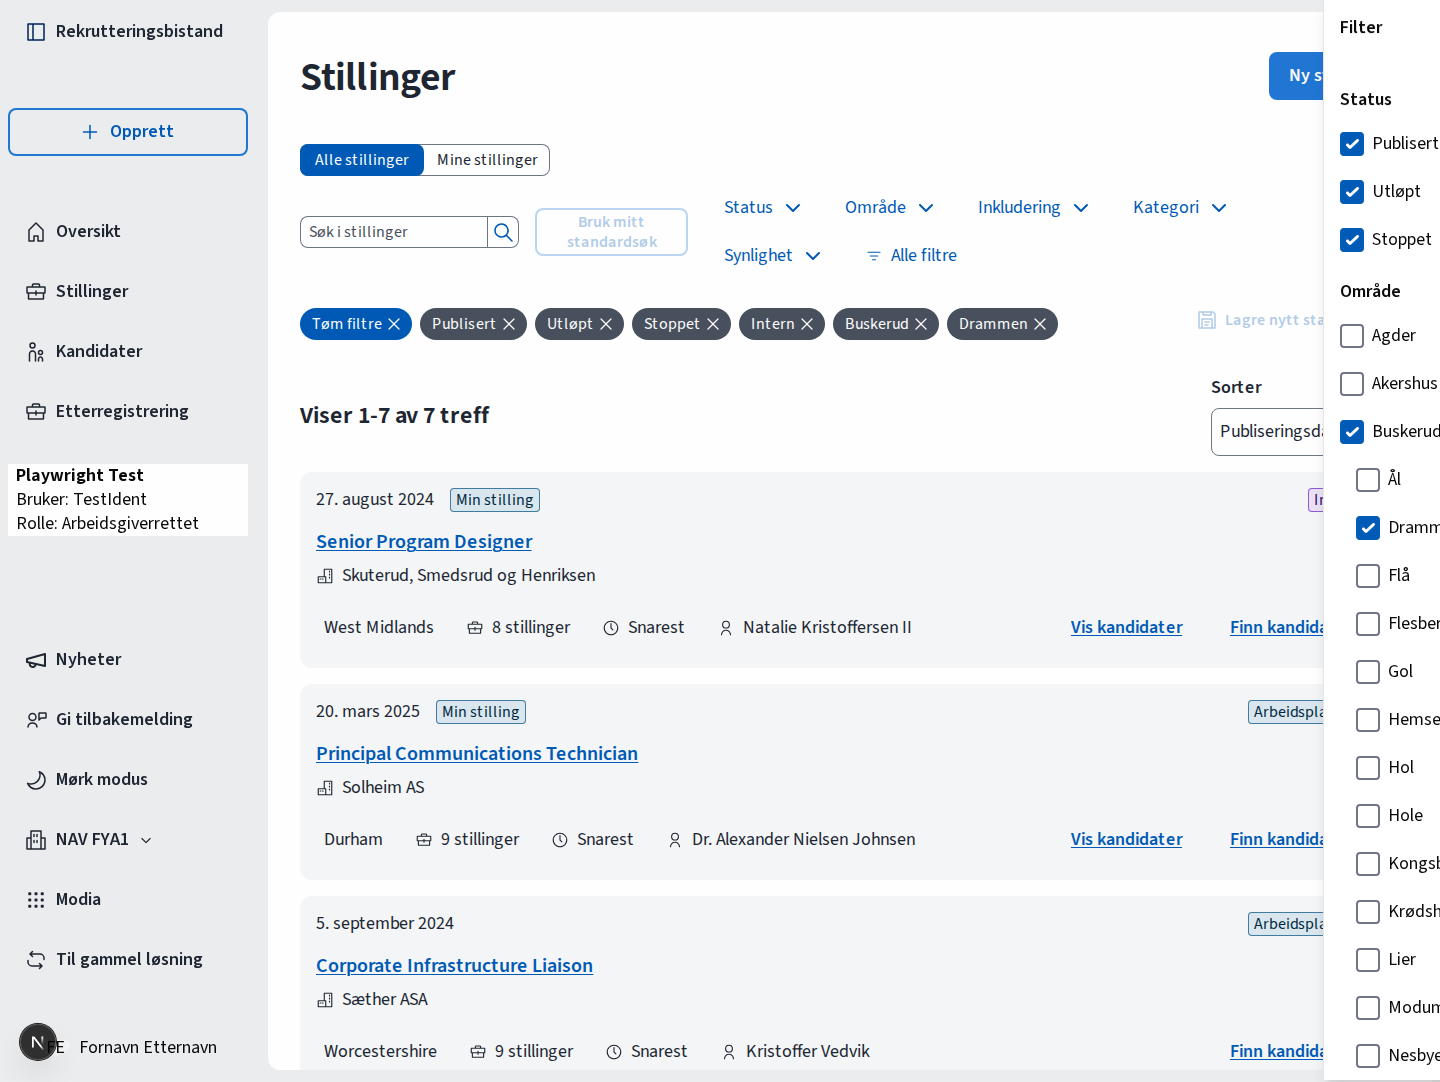 Rekrutteringsbistand
Opprett
Oversikt
Stillinger
Kandidater
Etterregistrering
Playwright Test
Bruker: TestIdent
Rolle: Arbeidsgiverrettet
Nyheter
Gi tilbakemelding
Mørk modus
NAV FYA1
Modia
Til gammel løsning
N FE Fornavn Etternavn
Stillinger
Ny
Alle stillinger Mine stillinger
Søk i stillinger
Bruk mitt
standardsøk
Status Område Inkludering Kategori
Synlighet Alle filtre
Tøm filtre Publisert Utløpt Stoppet Intern Buskerud Drammen
Lagre nytt sta
Viser 1-7 av 7 treff
Sorter
Publiseringsda
27. august 2024 Min stilling In
Senior Program Designer
Skuterud, Smedsrud og Henriksen
West Midlands 8 stillinger Snarest Natalie Kristoffersen II Vis kandidater Finn kandida
20. mars 2025 Min stilling Arbeidspla
Principal Communications Technician
Solheim AS
Durham 9 stillinger Snarest Dr. Alexander Nielsen Johnsen Vis kandidater Finn kandida
5. september 2024 Arbeidspla
Corporate Infrastructure Liaison
Sæther ASA
Worcestershire 9 stillinger Snarest Kristoffer Vedvik Finn kandida
Filter
Status
Publisert
Utløpt
Stoppet
Område
Agder
Akershus
Buskerud
Ål
Dramm
Flå
Flesber
Gol
Hemse
Hol
Hole
Kongsb
Krødsh
Lier
Modum
Nesbye